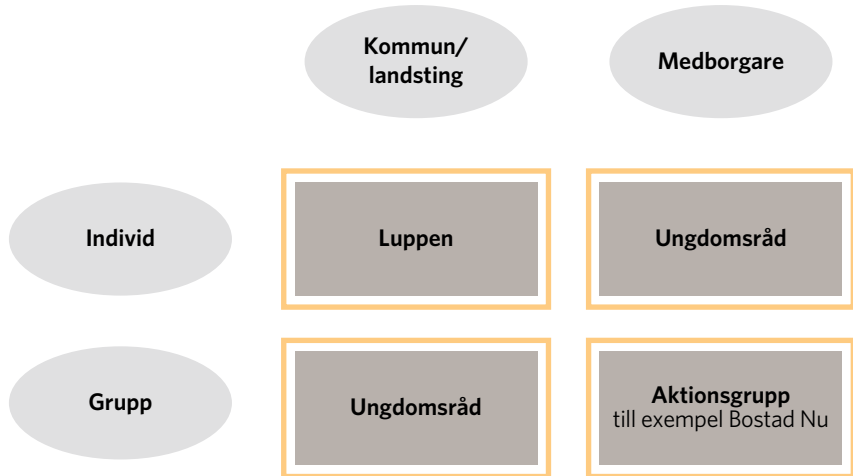 Kommun/
landsting
Medborgare
Individ
Luppen
Ungdomsråd
Grupp
Ungdomsråd
Aktionsgrupp
till exempel Bostad Nu